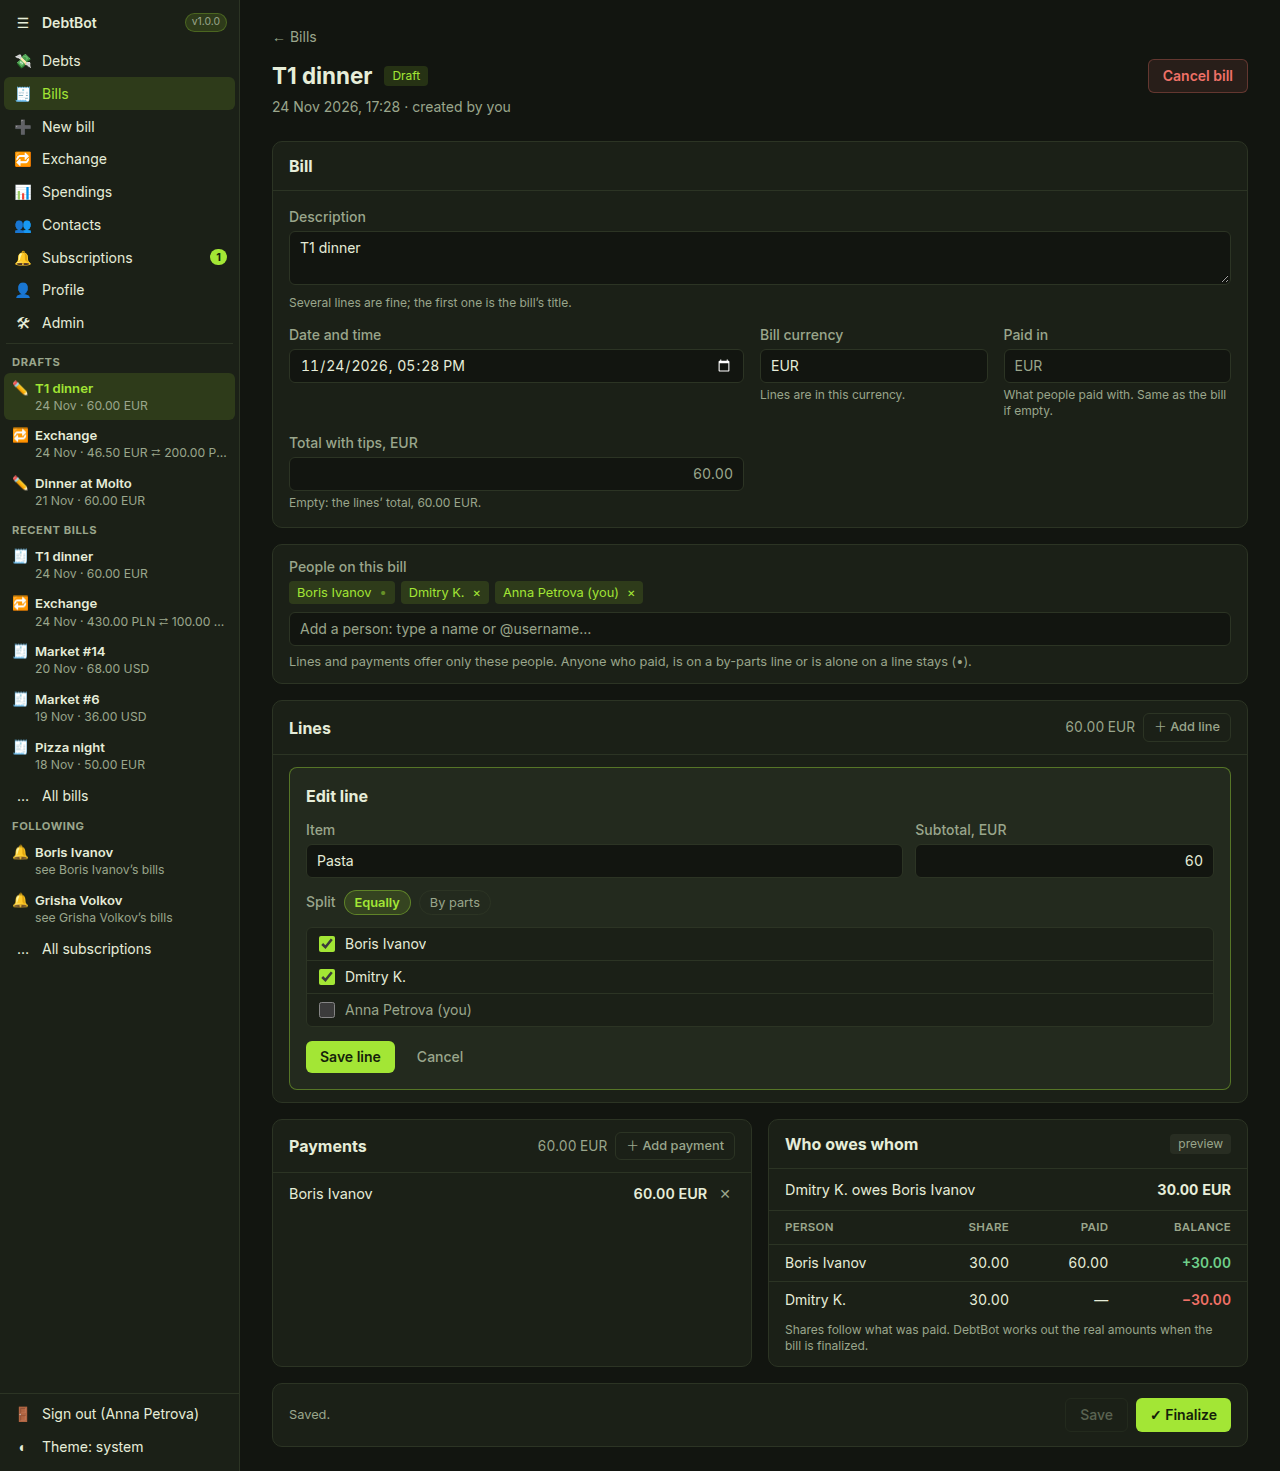 ☰ DebtBot v1.0.0
Debts
Bills
New bill
Exchange
Spendings
Contacts
Subscriptions 1
Profile
Admin
DRAFTS
T1 dinner
24 Nov · 60.00 EUR
Exchange
24 Nov · 46.50 EUR ⇄ 200.00 P…
Dinner at Molto
21 Nov · 60.00 EUR
RECENT BILLS
T1 dinner
24 Nov · 60.00 EUR
Exchange
24 Nov · 430.00 PLN ⇄ 100.00 …
Market #14
20 Nov · 68.00 USD
Market #6
19 Nov · 36.00 USD
Pizza night
18 Nov · 50.00 EUR
… All bills
FOLLOWING
Boris Ivanov
see Boris Ivanov’s bills
Grisha Volkov
see Grisha Volkov’s bills
… All subscriptions
Sign out (Anna Petrova)
Theme: system
← Bills
T1 dinner Draft
Cancel bill
24 Nov 2026, 17:28 · created by you
Bill
Description
T1 dinner
Several lines are fine; the first one is the bill’s title.
Date and time Bill currency Paid in
11/24/2026, 05:28 PM EUR EUR
Lines are in this currency. What people paid with. Same as the bill
if empty.
Total with tips, EUR
60.00
Empty: the lines’ total, 60.00 EUR.
People on this bill
Boris Ivanov • Dmitry K. × Anna Petrova (you) ×
Add a person: type a name or @username…
Lines and payments offer only these people. Anyone who paid, is on a by-parts line or is alone on a line stays (•).
Lines 60.00 EUR + Add line
Edit line
Item Subtotal, EUR
Pasta 60
Split Equally By parts
Boris Ivanov
Dmitry K.
Anna Petrova (you)
Save line Cancel
Payments 60.00 EUR + Add payment
Boris Ivanov 60.00 EUR ×
Who owes whom preview
Dmitry K. owes Boris Ivanov 30.00 EUR
PERSON SHARE PAID BALANCE
Boris Ivanov 30.00 60.00 +30.00
Dmitry K. 30.00 — −30.00
Shares follow what was paid. DebtBot works out the real amounts when the
bill is finalized.
Saved. Save ✓ Finalize